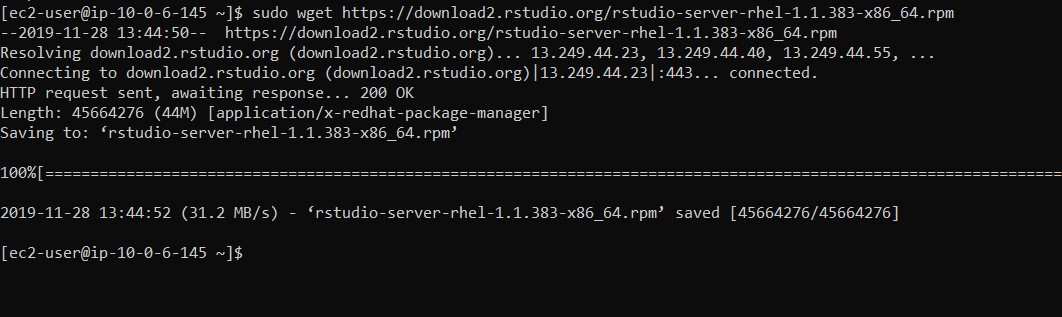 [ec2-user@ip-10-0-6-145 ~]$ sudo wget https://download2.rstudio.org/rstudio-server-rhel-1.1.383-x86_64.rpm
--2019-11-28 13:44:50--  https://download2.rstudio.org/rstudio-server-rhel-1.1.383-x86_64.rpm
Resolving download2.rstudio.org (download2.rstudio.org)... 13.249.44.23, 13.249.44.40, 13.249.44.55, ...
Connecting to download2.rstudio.org (download2.rstudio.org)|13.249.44.23|:443... connected.
HTTP request sent, awaiting response... 200 OK
Length: 45664276 (44M) [application/x-redhat-package-manager]
Saving to: ‘rstudio-server-rhel-1.1.383-x86_64.rpm’
100%[=====================================================================================================================
2019-11-28 13:44:52 (31.2 MB/s) - ‘rstudio-server-rhel-1.1.383-x86_64.rpm’ saved [45664276/45664276]
[ec2-user@ip-10-0-6-145 ~]$